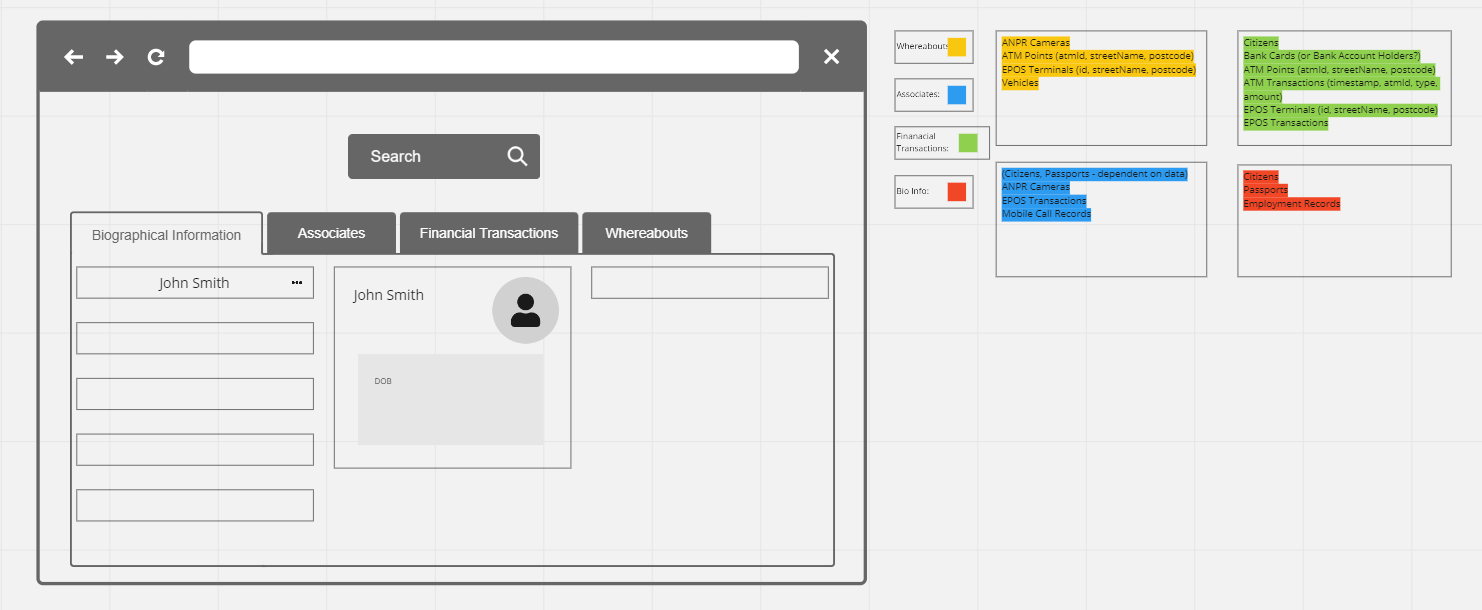 Search
Biographical Information
Associates
Financial Transactions
Whereabouts
John Smith
John Smith
DOB
Whereabouts
Associates:
Finanacial
Transactions:
Bio Info:
ANPR Cameras
ATM Points (atmId, streetName, postcode)
EPOS Terminals (id, streetName, postcode)
Vehicles
Citizens
Bank Cards (or Bank Account Holders?)
ATM Points (atmId, streetName, postcode)
ATM Transactions (timestamp, atmId, type,
amount)
EPOS Terminals (id, streetName, postcode)
EPOS Transactions
(Citizens, Passports - dependent on data)
ANPR Cameras
EPOS Transactions
Mobile Call Records
Citizens
Passports
Employment Records